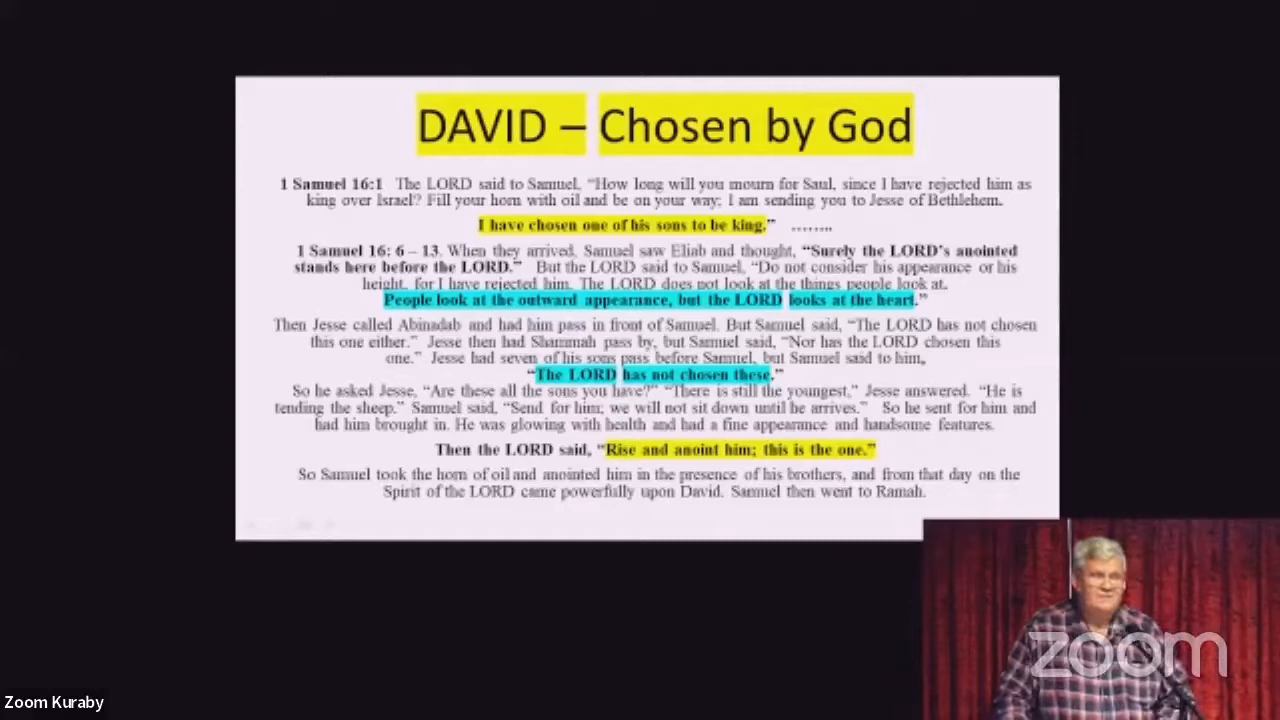 DAVID – Chosen by God
1 Samuel 16:1 The LORD said to Samuel, “How long will you mourn for Saul, since I have rejected him as
king over Israel? Fill your horn with oil and be on your way; I am sending you to Jesse of Bethlehem.
I have chosen one of his sons to be king.” ........
1 Samuel 16: 6 – 13. When they arrived, Samuel saw Eliab and thought, “Surely the LORD’s anointed
stands here before the LORD.” But the LORD said to Samuel, “Do not consider his appearance or his
height, for I have rejected him. The LORD does not look at the things people look at.
People look at the outward appearance, but the LORD looks at the heart.”
Then Jesse called Abinadab and had him pass in front of Samuel. But Samuel said, “The LORD has not chosen
this one either.” Jesse then had Shammah pass by, but Samuel said, “Nor has the LORD chosen this
one.” Jesse had seven of his sons pass before Samuel, but Samuel said to him,
“The LORD has not chosen these.”
So he asked Jesse, “Are these all the sons you have?” “There is still the youngest,” Jesse answered. “He is
tending the sheep.” Samuel said, “Send for him; we will not sit down until he arrives.” So he sent for him and
had him brought in. He was glowing with health and had a fine appearance and handsome features.
Then the LORD said, “Rise and anoint him; this is the one.”
So Samuel took the horn of oil and anointed him in the presence of his brothers, and from that day on the
Spirit of the LORD came powerfully upon David. Samuel then went to Ramah.
zoom
Zoom Kuraby